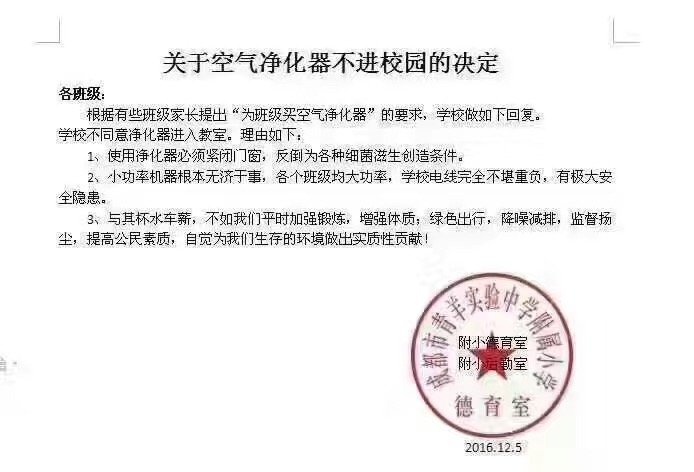 关于空气净化器不进校园的决定
各班级：
根据有些班级家长提出“为班级买空气净化器”的要求，学校做如下回复。
学校不同意净化器进入教室。理由如下：
1、使用净化器必须紧闭门窗，反倒为各种细菌滋生创造条件。
2、小功率机器根本无济于事，各个班级均大功率，学校电线完全不堪重负，有极大安
全隐患。
3、与其杯水车薪，不如我们平时加强锻炼，增强体质；绿色出行，降噪减排，监督扬
尘，提高公民素质，自觉为我们生存的环境做出实质性贡献！
成都市青羊实验中学附属小学
附小德育室
附小后勤室
德育室
2016.12.5